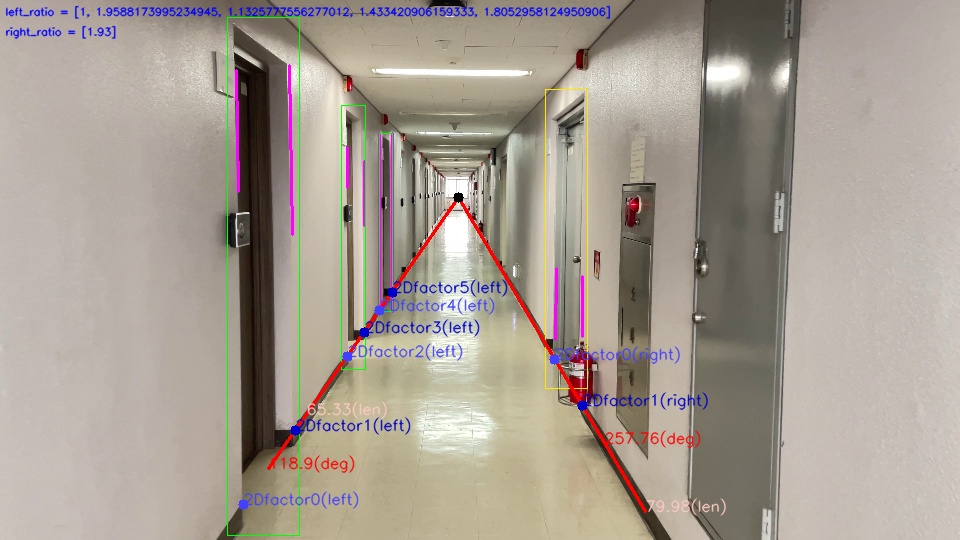 left_ratio = [1, 1.9588173995234945, 1.1325777556277012, 1.433420906159333, 1.8052958124950906]
right_ratio = [1.93]
2Dfactor5(left)
2Dfactor4(left)
2Dfactor3(left)
2Dfactor2(left)
2Dfactor0(right)
2Dfactor1(right)
65.33(len)
2Dfactor1(left)
257.76(deg)
118.9(deg)
2Dfactor0(left)
79.98(len)